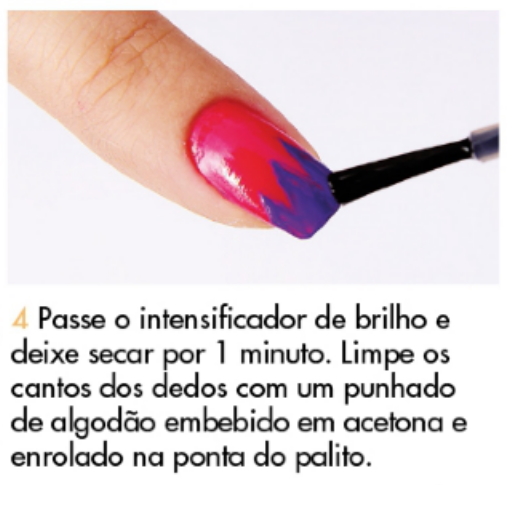 4 Passe o intensificador de brilho e
deixe secar por 1 minuto. Limpe os
cantos dos dedos com um punhado
de algodão embebido em acetona e
enrolado na ponta do palito.